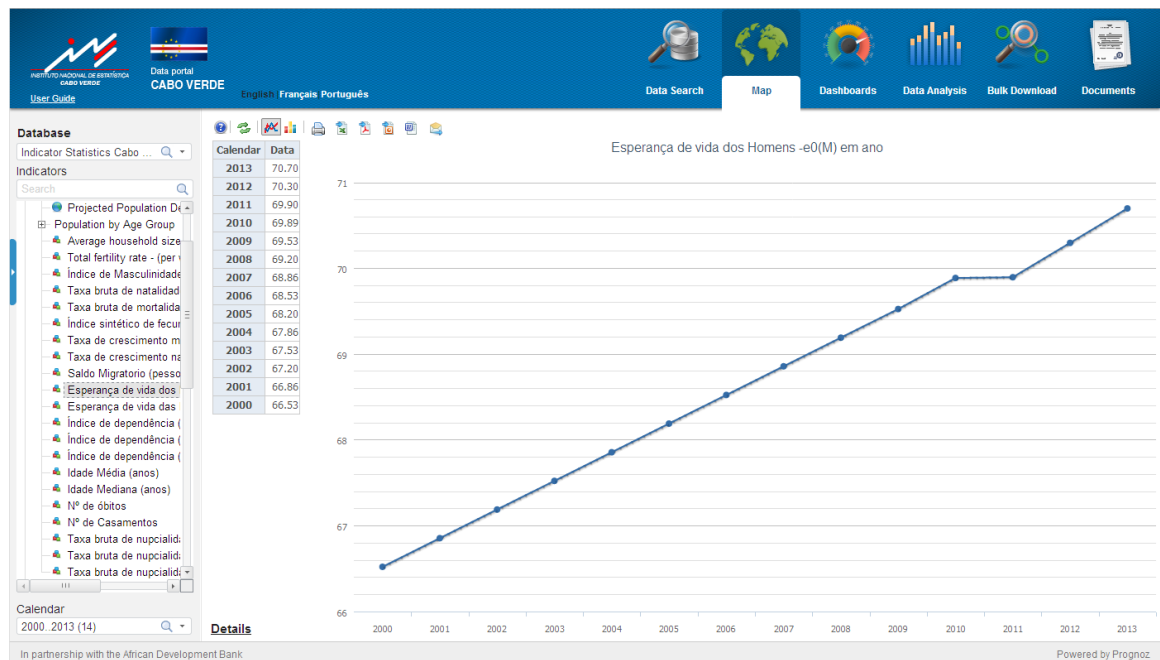 INSTITUTO NACIONAL DE ESTATÍSTICA
CABO VERDE
User Guide
Data portal
CABO VERDE
English Français Português
Data Search
Map
Dashboards
Data Analysis
Bulk Download
Documents
Database
Indicator Statistics Cabo ...
Indicators
Search
Projected Population De
Population by Age Group
Average household size
Total fertility rate - (per
Índice de Masculinidade
Taxa bruta de natalidad
Taxa bruta de mortalida
Índice sintético de fecun
Taxa de crescimento m
Taxa de crescimento na
Saldo Migratorio (pesso
Esperança de vida dos
Esperança de vida das
Índice de dependência (
Índice de dependência (
Índice de dependência (
Idade Média (anos)
Idade Mediana (anos)
Nº de óbitos
Nº de Casamentos
Taxa bruta de nupcialida
Taxa bruta de nupcialida
Taxa bruta de nupcialida
Calendar
2000..2013 (14)
Calendar Data
2013 70.70
2012 70.30
2011 69.90
2010 69.89
2009 69.53
2008 69.20
2007 68.86
2006 68.53
2005 68.20
2004 67.86
2003 67.53
2002 67.20
2001 66.86
2000 66.53
Details
Esperança de vida dos Homens -e0(M) em ano
71
70
69
68
67
66
2000 2001 2002 2003 2004 2005 2006 2007 2008 2009 2010 2011 2012 2013
In partnership with the African Development Bank
Powered by Prognoz